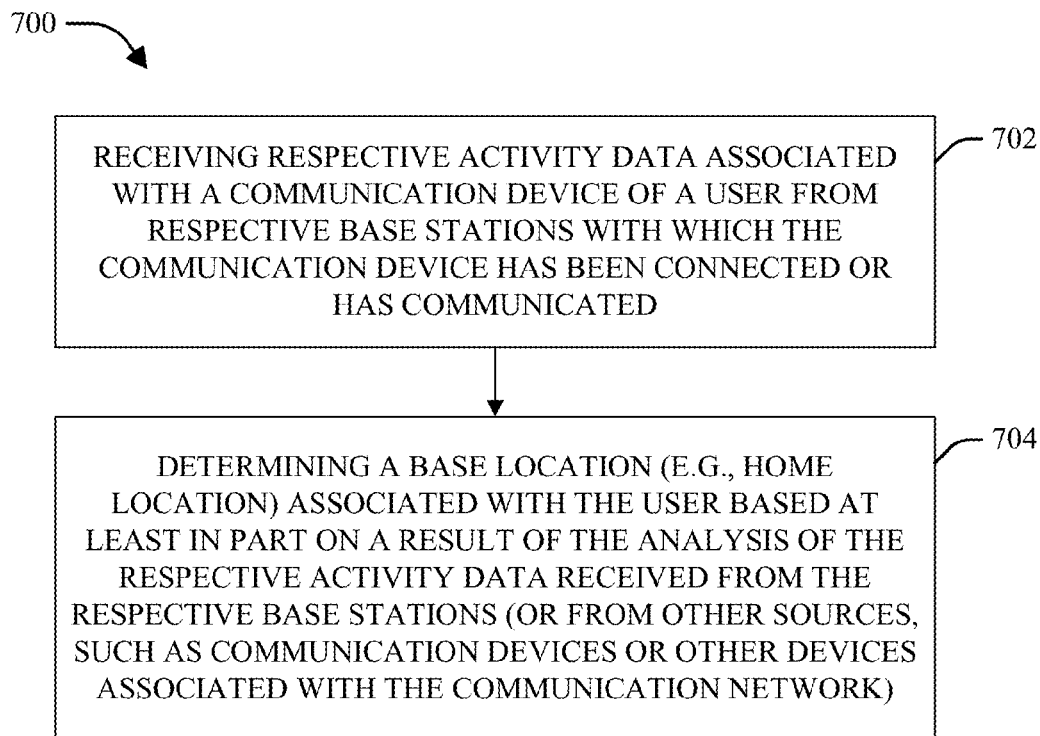 700
702
RECEIVING RESPECTIVE ACTIVITY DATA ASSOCIATED
WITH A COMMUNICATION DEVICE OF A USER FROM
RESPECTIVE BASE STATIONS WITH WHICH THE
COMMUNICATION DEVICE HAS BEEN CONNECTED OR
HAS COMMUNICATED
704
DETERMINING A BASE LOCATION (E.G., HOME
LOCATION) ASSOCIATED WITH THE USER BASED AT
LEAST IN PART ON A RESULT OF THE ANALYSIS OF THE
RESPECTIVE ACTIVITY DATA RECEIVED FROM THE
RESPECTIVE BASE STATIONS (OR FROM OTHER SOURCES,
SUCH AS COMMUNICATION DEVICES OR OTHER DEVICES
ASSOCIATED WITH THE COMMUNICATION NETWORK)